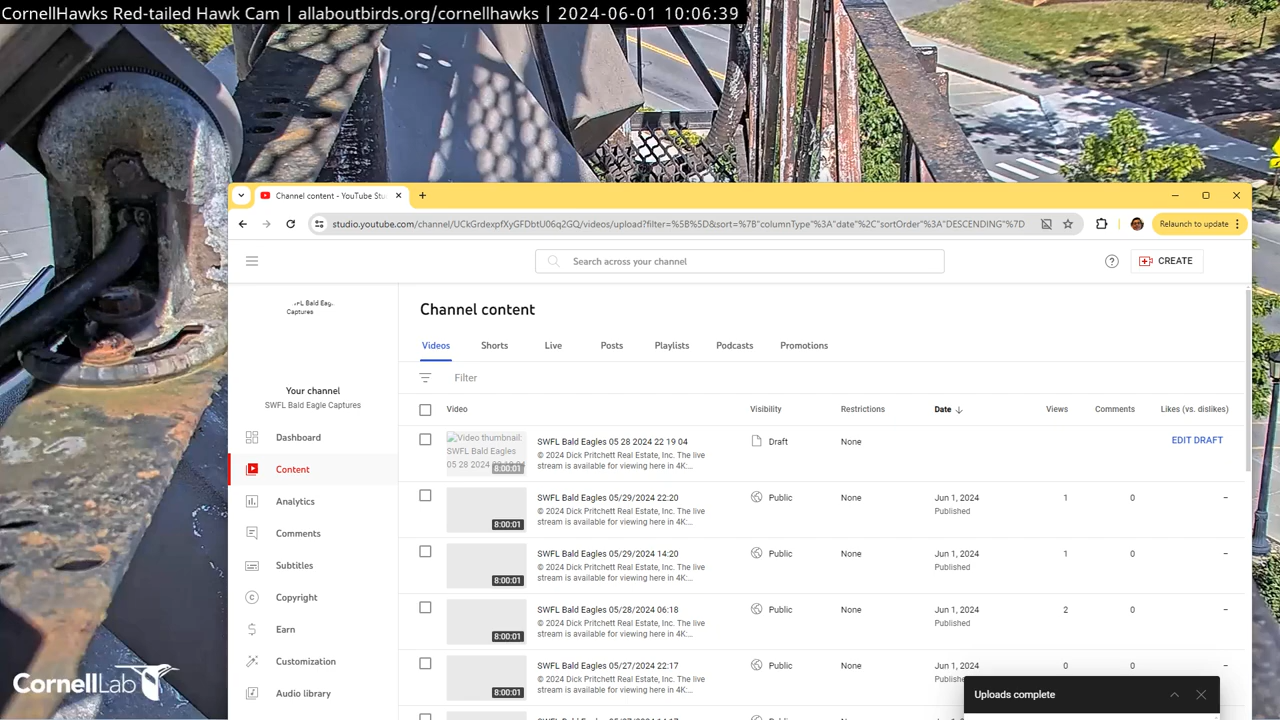 CornellHawks Red-tailed Hawk Cam | allaboutbirds.org/cornellhawks | 2024-06-01 10:06:39
Channel content - YouTube Stu
studio.youtube.com/channel/UCkGrdexpfXyGFDbtU06q2GQ/videos/upload?filter=%5B%5D&sort=%7B"columnType"%3A"date"%2C"sortOrder"%3A"DESCENDING"%7D
Relaunch to update
Search across your channel
CREATE
Captures
Your channel
SWFL Bald Eagle Captures
Dashboard
Content
Analytics
Comments
Subtitles
Copyright
Earn
Customization
Audio library
Channel content
Videos Shorts Live Posts Playlists Podcasts Promotions
Filter
Video Visibility Restrictions Date Views Comments Likes (vs. dislikes)
Video thumbnail:
SWFL Bald Eagles
8:00:01
SWFL Bald Eagles 05 28 2024 22 19 04
© 2024 Dick Pritchett Real Estate, Inc. The live
stream is available for viewing here in 4K:...
Draft None EDIT DRAFT
8:00:01
SWFL Bald Eagles 05/29/2024 22:20
© 2024 Dick Pritchett Real Estate, Inc. The live
stream is available for viewing here in 4K:...
Public None Jun 1, 2024 1 0 –
Published
8:00:01
SWFL Bald Eagles 05/29/2024 14:20
© 2024 Dick Pritchett Real Estate, Inc. The live
stream is available for viewing here in 4K:...
Public None Jun 1, 2024 1 0 –
Published
8:00:01
SWFL Bald Eagles 05/28/2024 06:18
© 2024 Dick Pritchett Real Estate, Inc. The live
stream is available for viewing here in 4K:...
Public None Jun 1, 2024 2 0 –
Published
8:00:01
SWFL Bald Eagles 05/27/2024 22:17
© 2024 Dick Pritchett Real Estate, Inc. The live
stream is available for viewing here in 4K:...
Public None Jun 1, 2024 0 0 –
Uploads complete
CornellLab